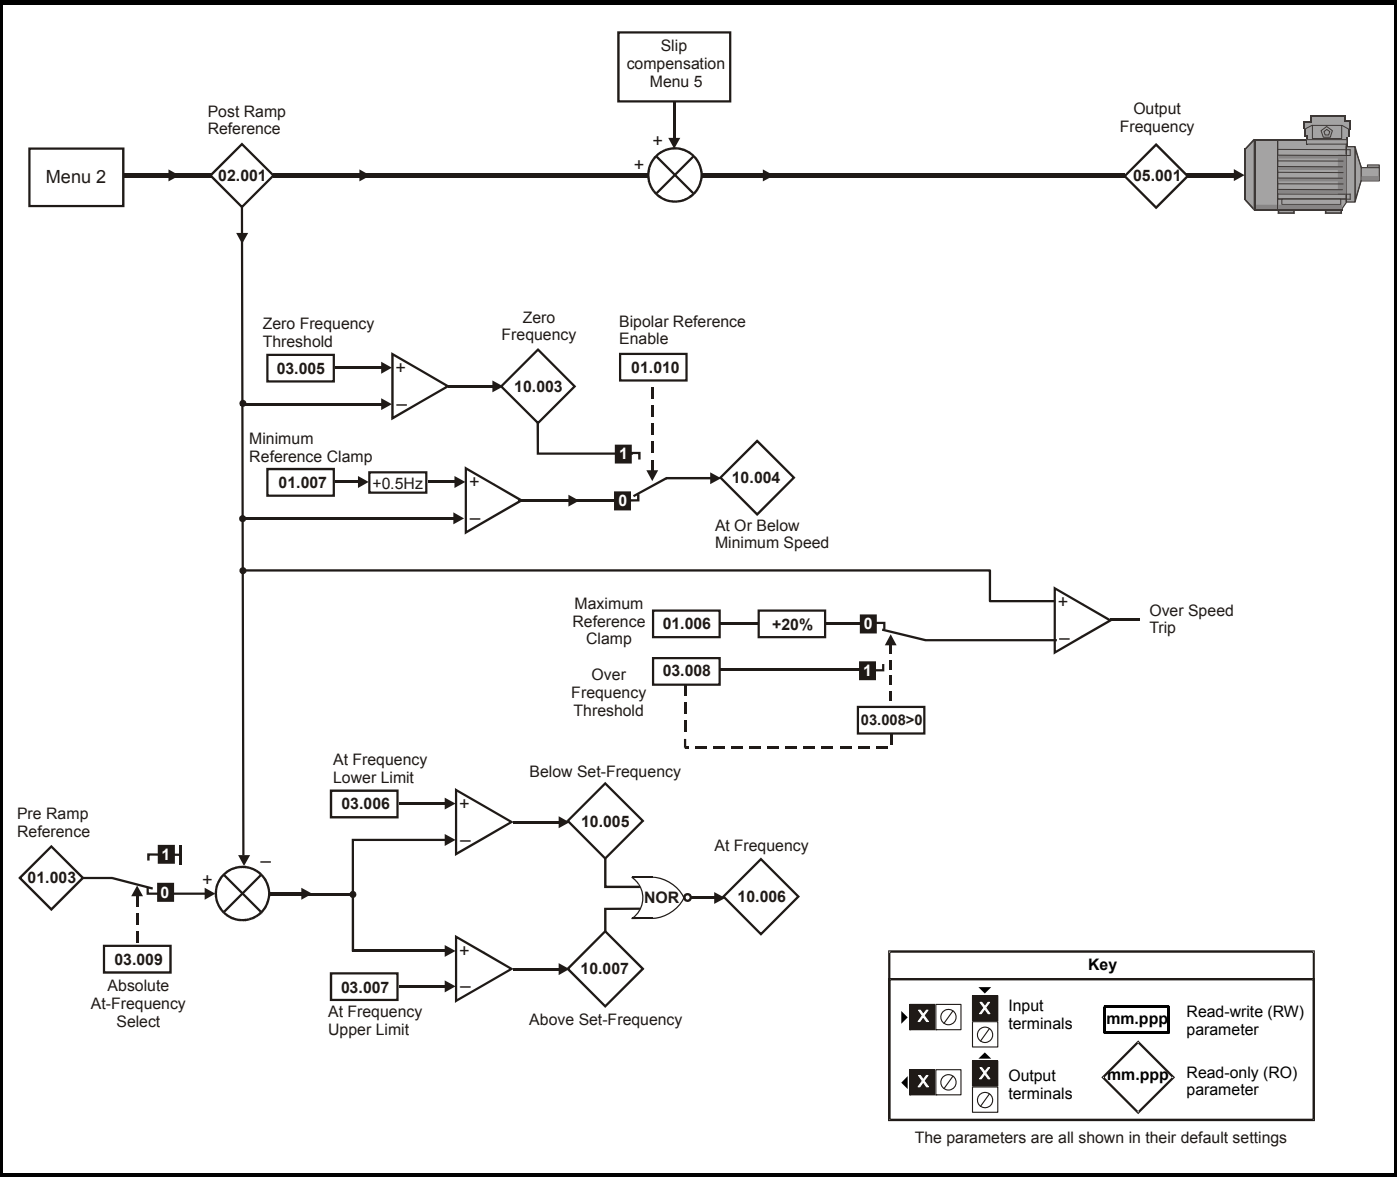 Slip
compensation
Menu 5
Post Ramp
Reference
Output
Frequency
+
+
Menu 2
02.001
05.001
Zero Frequency
Threshold
03.005
+
−
Zero
Frequency
10.003
Bipolar Reference
Enable
01.010
Minimum
Reference Clamp
01.007
+0.5Hz
+
−
1
0
10.004
At Or Below
Minimum Speed
Maximum
Reference
Clamp
01.006
+20%
0
+
−
Over Speed
Trip
Over
Frequency
Threshold
03.008
1
03.008>0
At Frequency
Lower Limit
03.006
+
−
Below Set-Frequency
10.005
Pre Ramp
Reference
01.003
1
0
+
−
03.009
Absolute
At-Frequency
Select
NOR
At Frequency
10.006
+
−
03.007
At Frequency
Upper Limit
10.007
Above Set-Frequency
Key
X
X
Input
terminals
mm.ppp
Read-write (RW)
parameter
X
X
Output
terminals
mm.ppp
Read-only (RO)
parameter
The parameters are all shown in their default settings